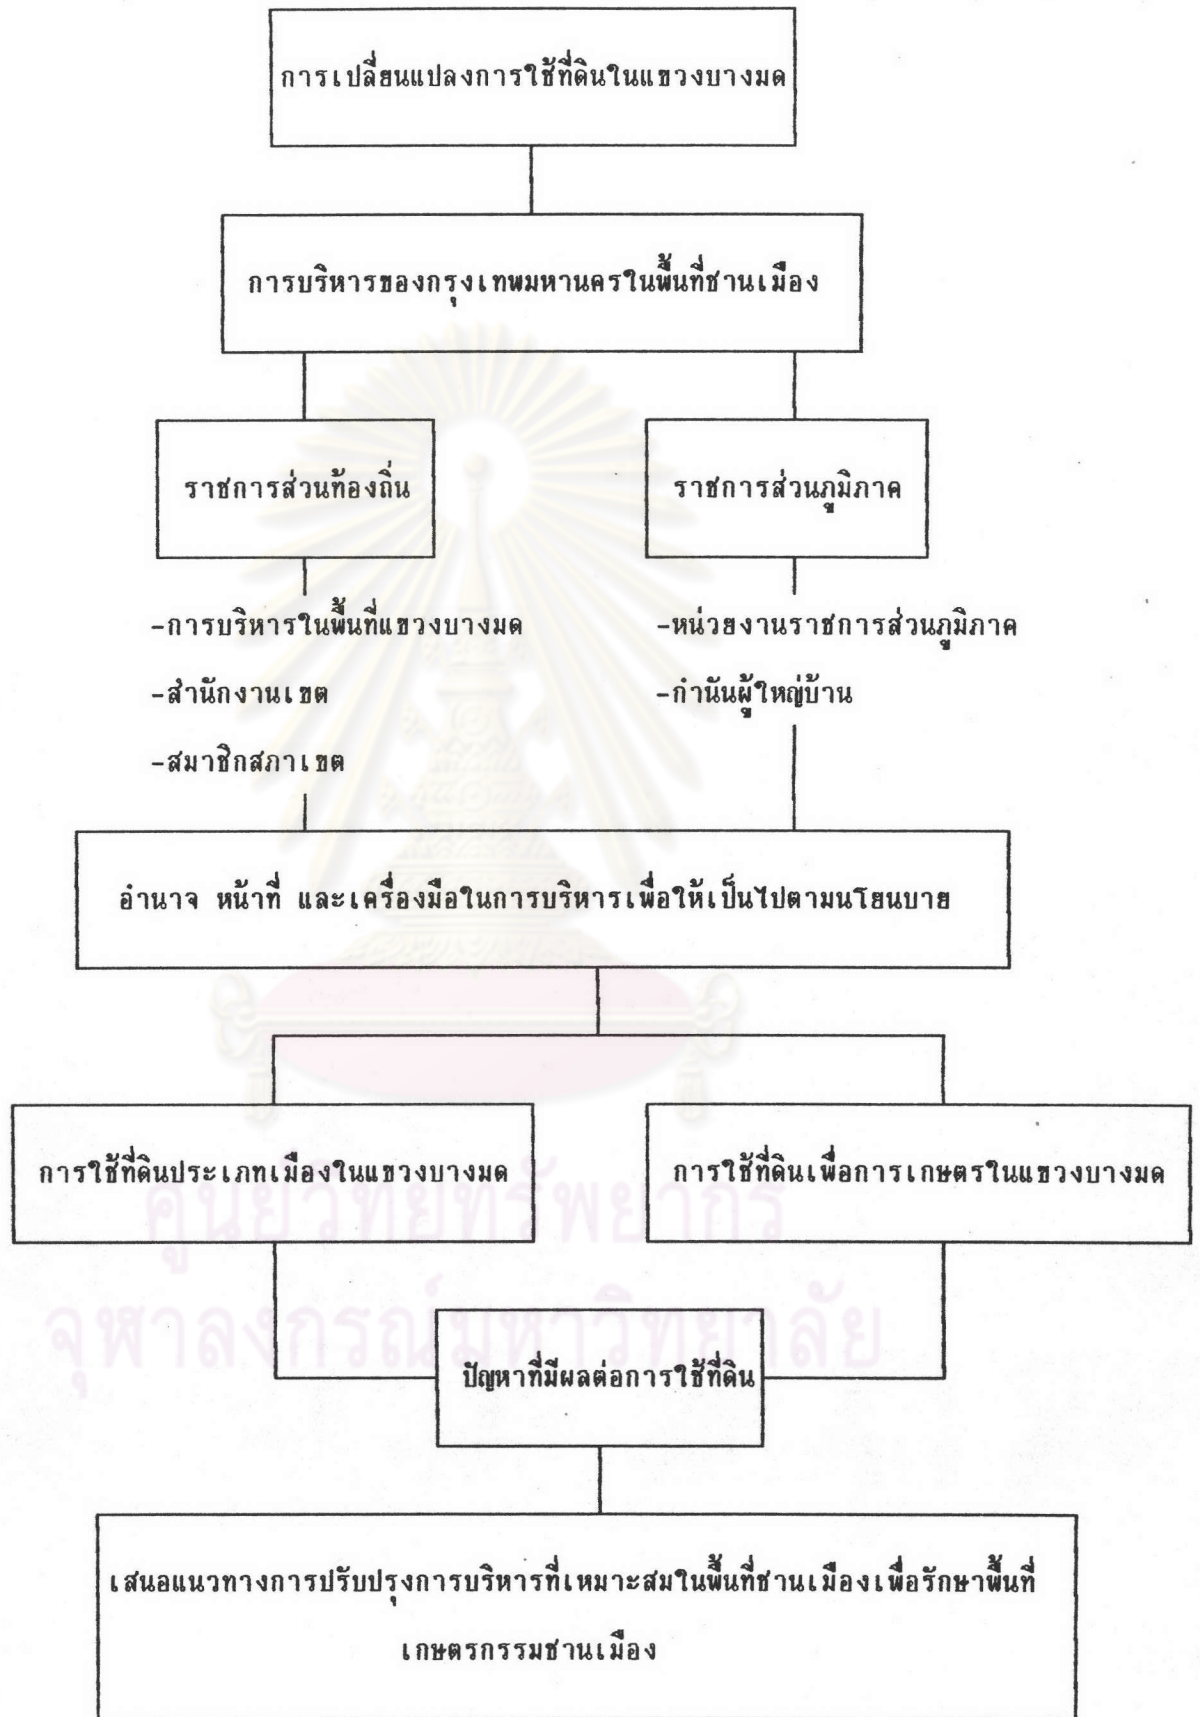 การเปลี่ยนแปลงการใช้ที่ดินในแขวงบางมด
การบริหารของกรุงเทพมหานครในพื้นที่ชานเมือง
ราชการส่วนท้องถิ่น
ราชการส่วนภูมิภาค
-การบริหารในพื้นที่แขวงบางมด
-สำนักงานเขต
-สมาชิกสภาเขต
-หน่วยงานราชการส่วนภูมิภาค
-กำนันผู้ใหญ่บ้าน
อำนาจ หน้าที่ และเครื่องมือในการบริหารเพื่อให้เป็นไปตามนโยนบาย
การใช้ที่ดินประเภทเมืองในแขวงบางมด
การใช้ที่ดินเพื่อการเกษตรในแขวงบางมด
ศูนย์วิทยทรัพยากร
จุฬาลงกรณ์มหาวิทยาลัย
ปัญหาที่มีผลต่อการใช้ที่ดิน
เสนอแนวทางการปรับปรุงการบริหารที่เหมาะสมในพื้นที่ชานเมืองเพื่อรักษาพื้นที่
เกษตรกรรมชานเมือง